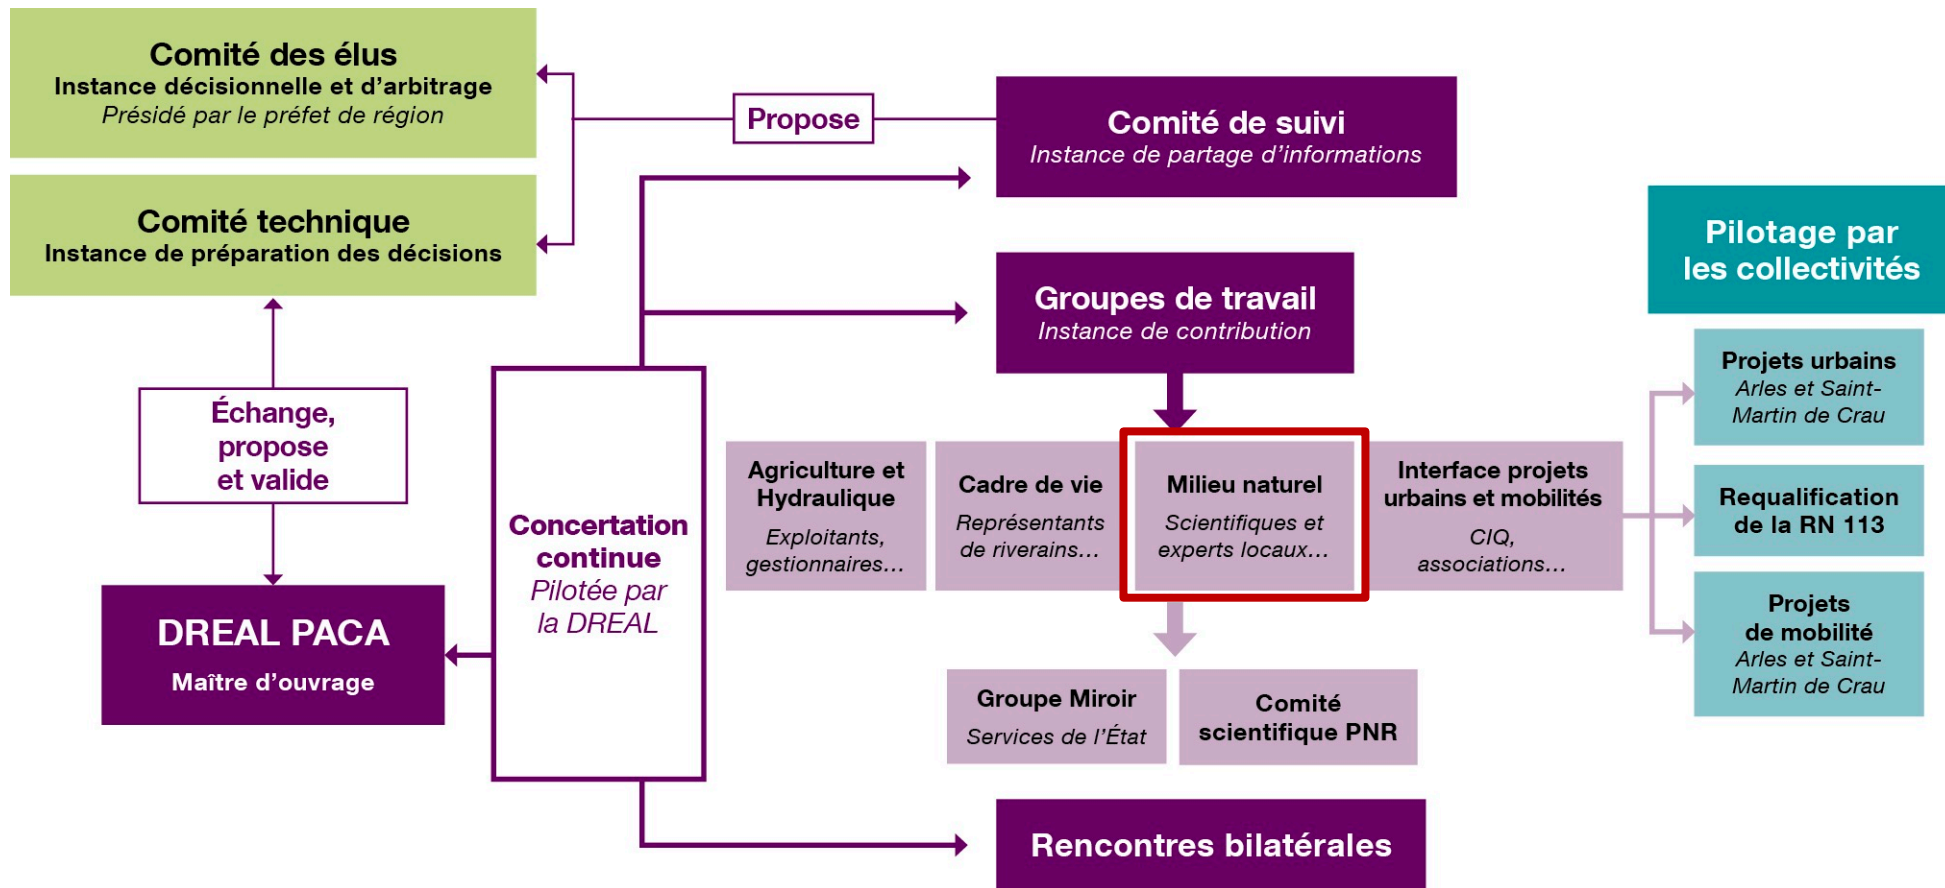 Comité des élus
Instance décisionnelle et d’arbitrage
Présidé par le préfet de région
Comité technique
Instance de préparation des décisions
Propose
Comité de suivi
Instance de partage d’informations
Groupes de travail
Instance de contribution
Pilotage par
les collectivités
Échange,
propose
et valide
DREAL PACA
Maître d’ouvrage
Concertation
continue
Pilotée par
la DREAL
Agriculture et
Hydraulique
Exploitants,
gestionnaires…
Cadre de vie
Représentants
de riverains…
Milieu naturel
Scientifiques et
experts locaux…
Interface projets
urbains et mobilités
CIQ,
associations…
Projets urbains
Arles et Saint-
Martin de Crau
Requalification
de la RN 113
Projets
de mobilité
Arles et Saint-
Martin de Crau
Groupe Miroir
Services de l’État
Comité
scientifique PNR
Rencontres bilatérales